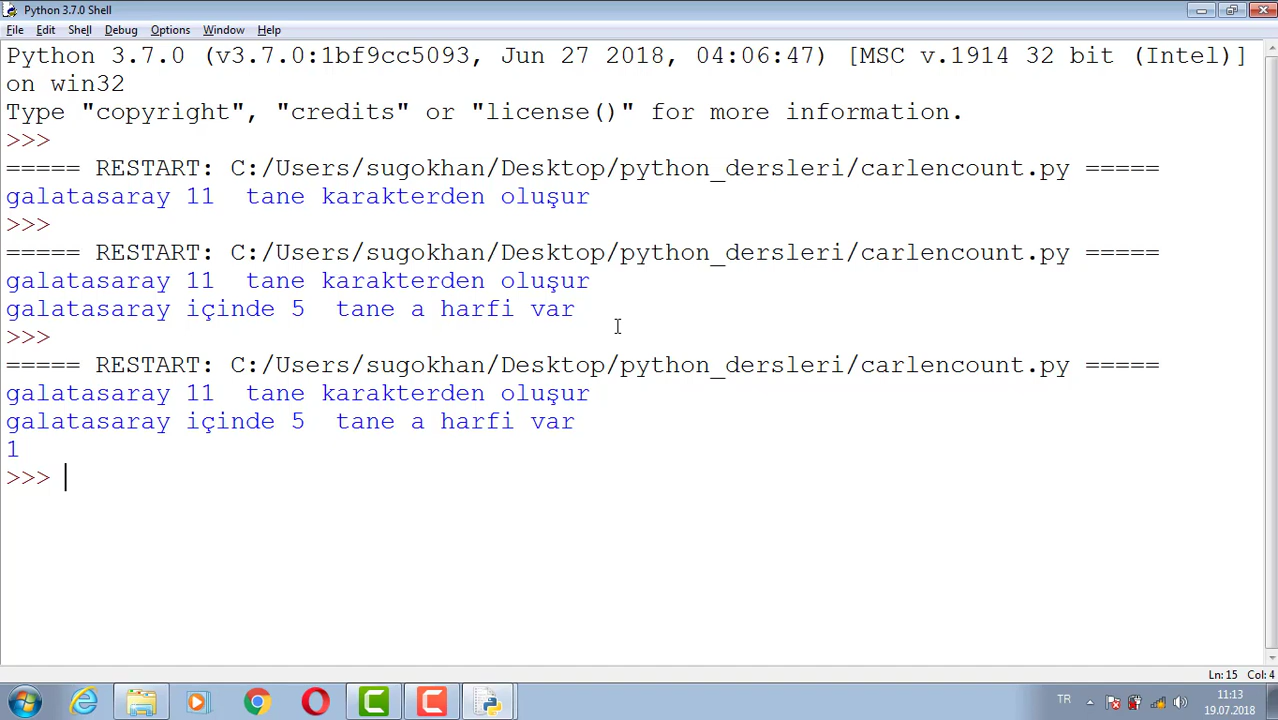 Python 3.7.0 Shell
File Edit Shell Debug Options Window Help
Python 3.7.0 (v3.7.0:1bf9cc5093, Jun 27 2018, 04:06:47) [MSC v.1914 32 bit (Intel)]
on win32
Type "copyright", "credits" or "license()" for more information.
>>>
===== RESTART: C:/Users/sugokhan/Desktop/python_dersleri/carlencount.py =====
galatasaray 11  tane karakterden oluşur
>>>
===== RESTART: C:/Users/sugokhan/Desktop/python_dersleri/carlencount.py =====
galatasaray 11  tane karakterden oluşur
galatasaray içinde 5  tane a harfi var
>>>
===== RESTART: C:/Users/sugokhan/Desktop/python_dersleri/carlencount.py =====
galatasaray 11  tane karakterden oluşur
galatasaray içinde 5  tane a harfi var
1
>>>
Ln: 15 Col: 4
TR
11:13
19.07.2018